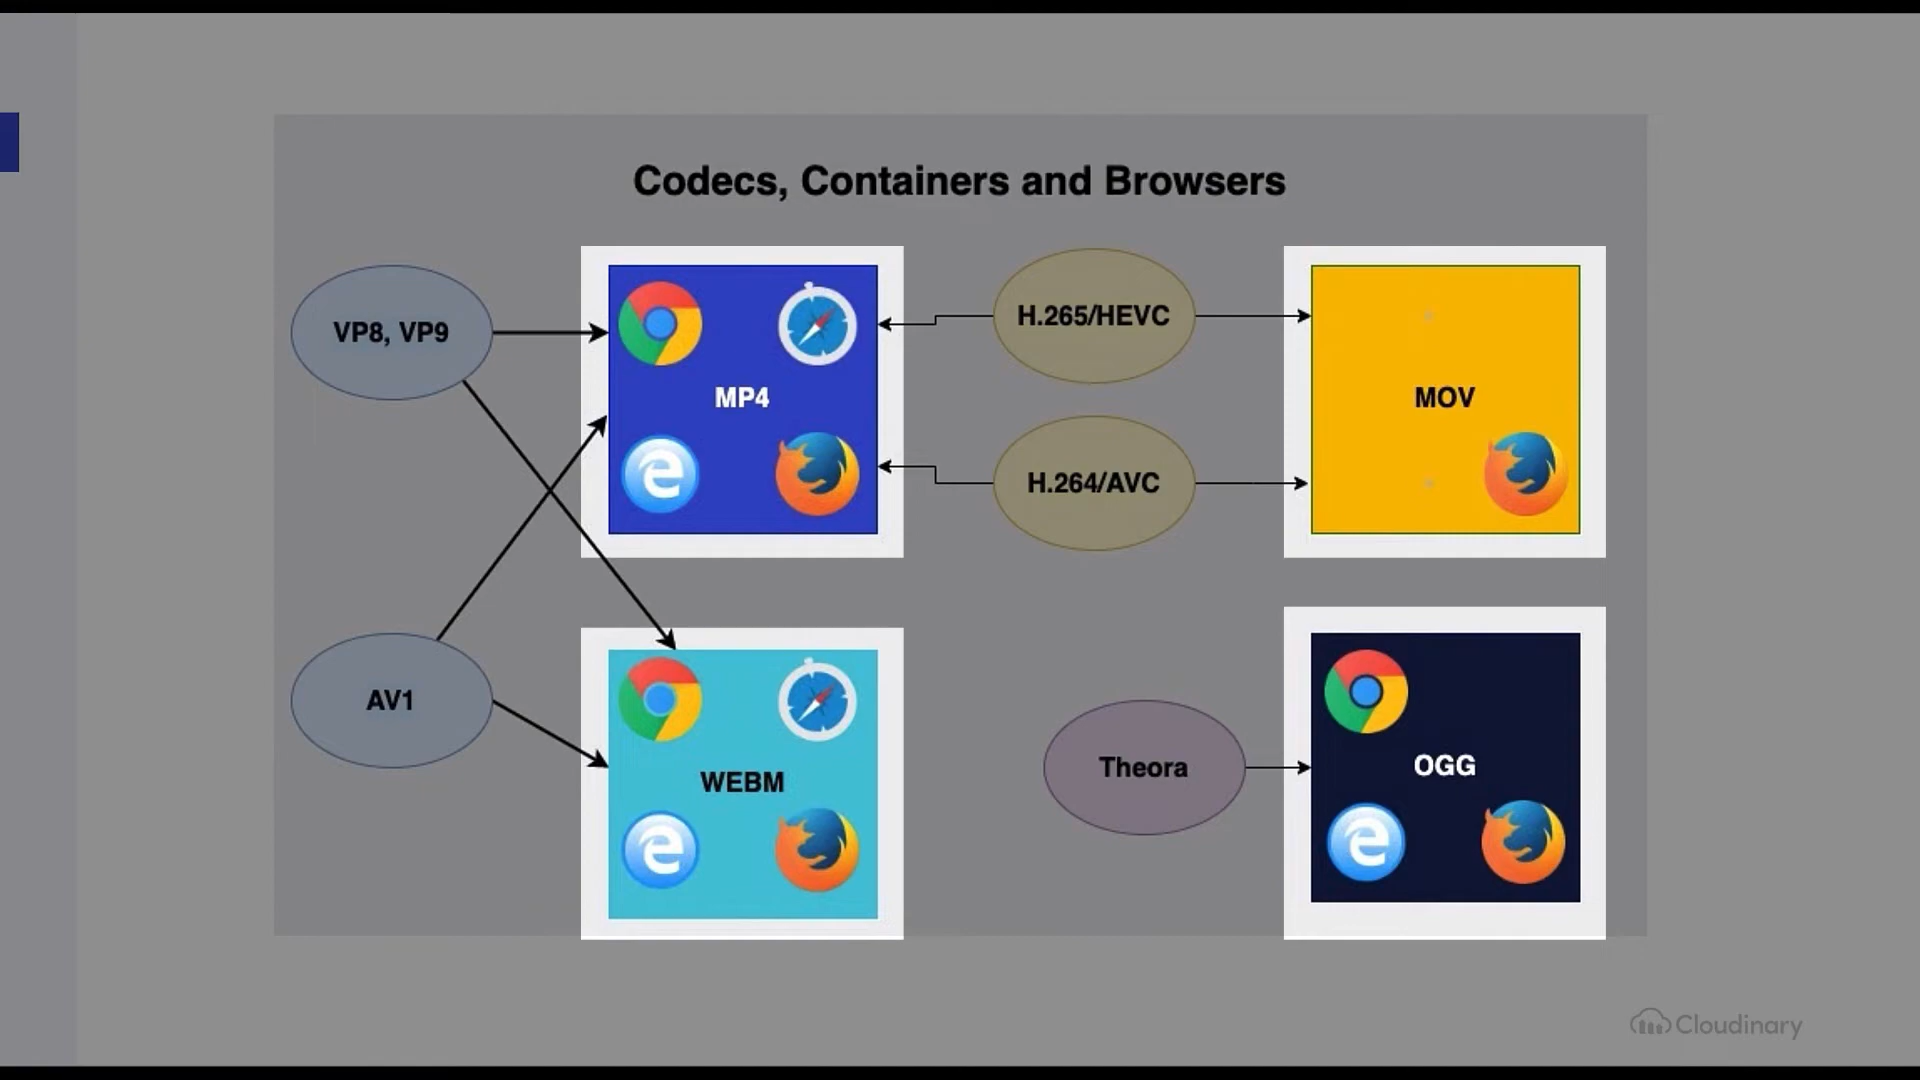 Codecs, Containers and Browsers
VP8, VP9
MP4
H.265/HEVC
H.264/AVC
MOV
AV1
WEBM
Theora
OGG
Cloudinary